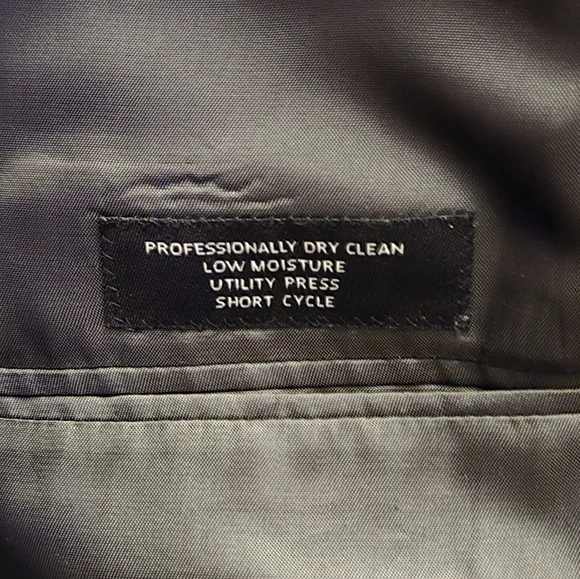 PROFESSIONALLY DRY CLEAN
LOW MOISTURE
UTILITY PRESS
SHORT CYCLE